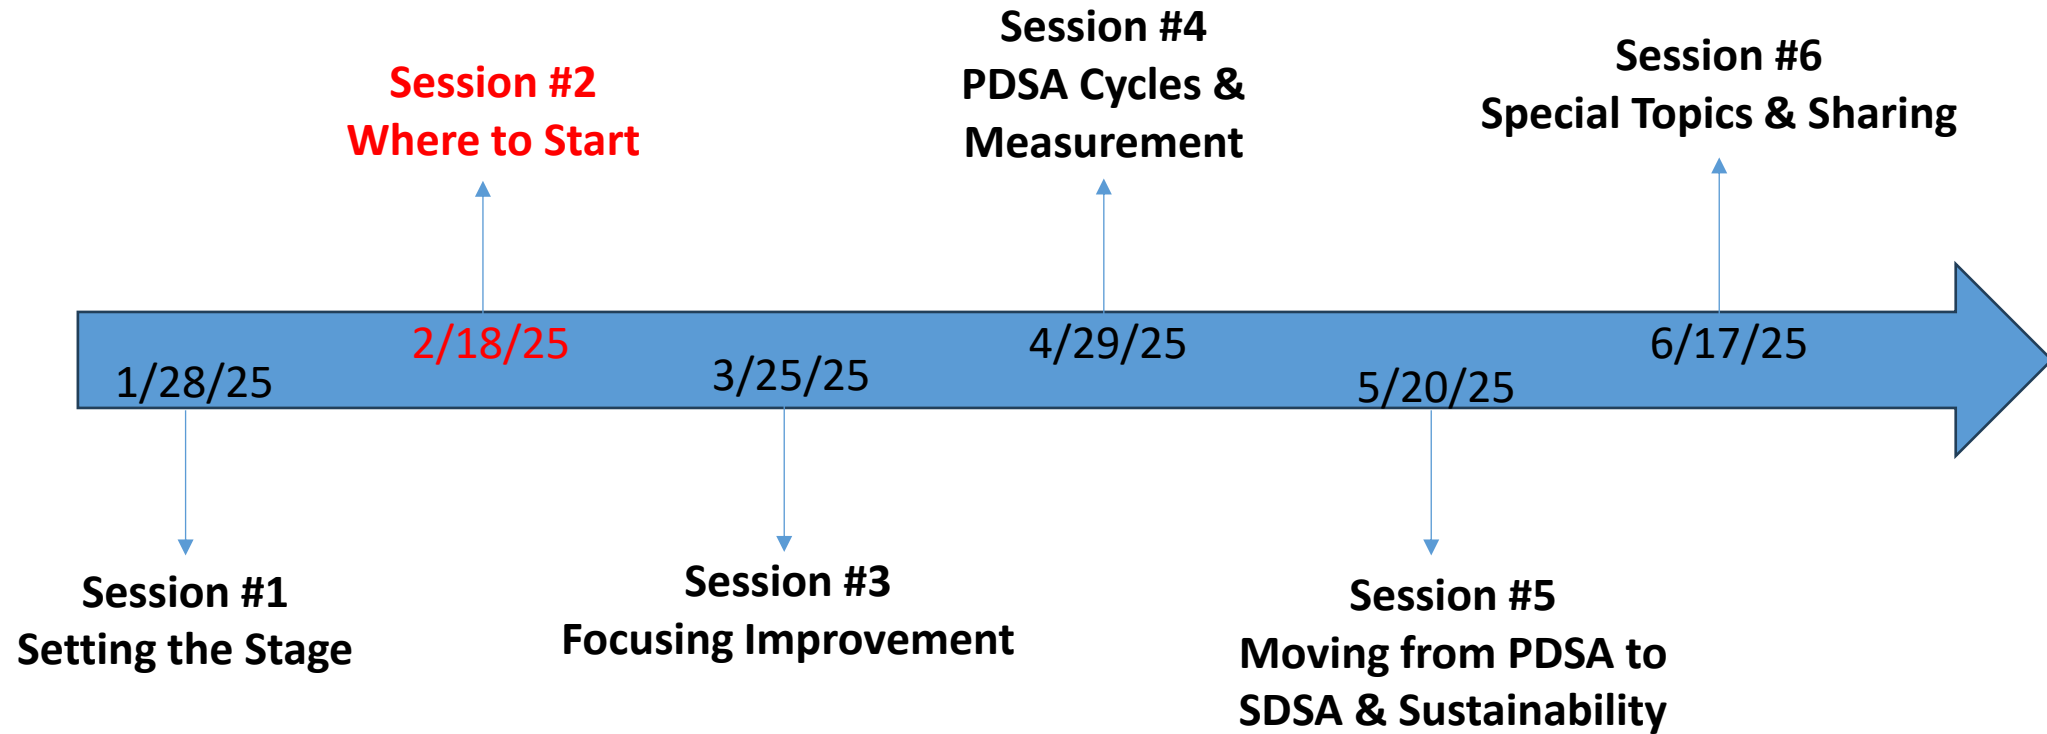 Session #4
PDSA Cycles &
Measurement
Session #6
Special Topics & Sharing
Session #2
Where to Start
1/28/25
2/18/25
3/25/25
4/29/25
5/20/25
6/17/25
Session #1
Setting the Stage
Session #3
Focusing Improvement
Session #5
Moving from PDSA to
SDSA & Sustainability